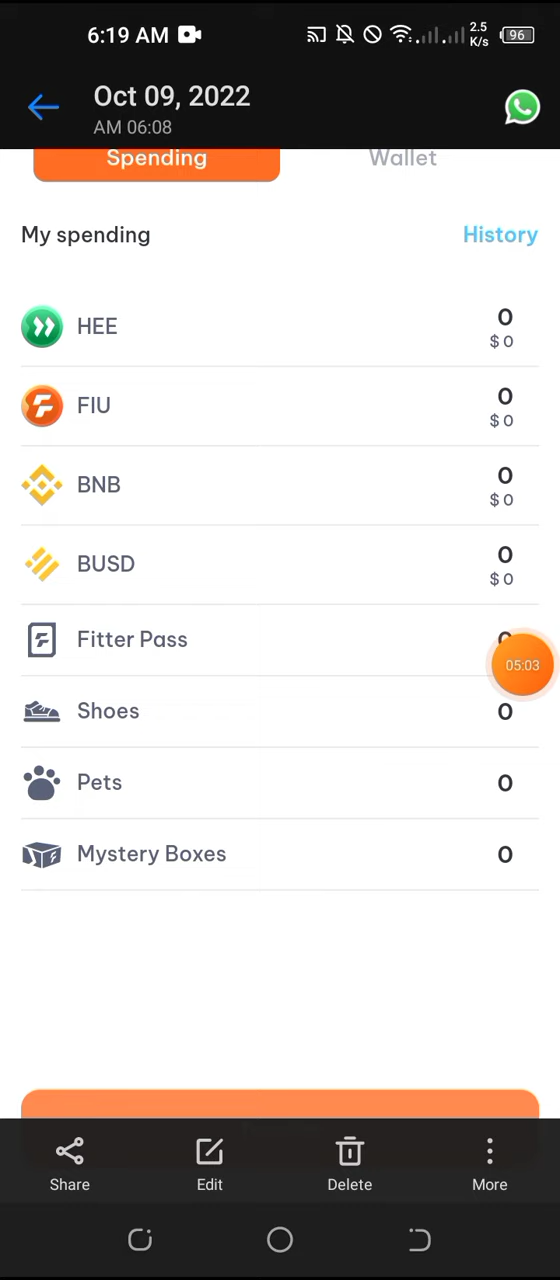 6:19 AM
2.5
K/s
96
Oct 09, 2022
AM 06:08
Spending
Wallet
My spending
History
HEE
0
$ 0
FIU
0
$ 0
BNB
0
$ 0
BUSD
0
$ 0
Fitter Pass
05:03
Shoes
0
Pets
0
Mystery Boxes
0
Share
Edit
Delete
More